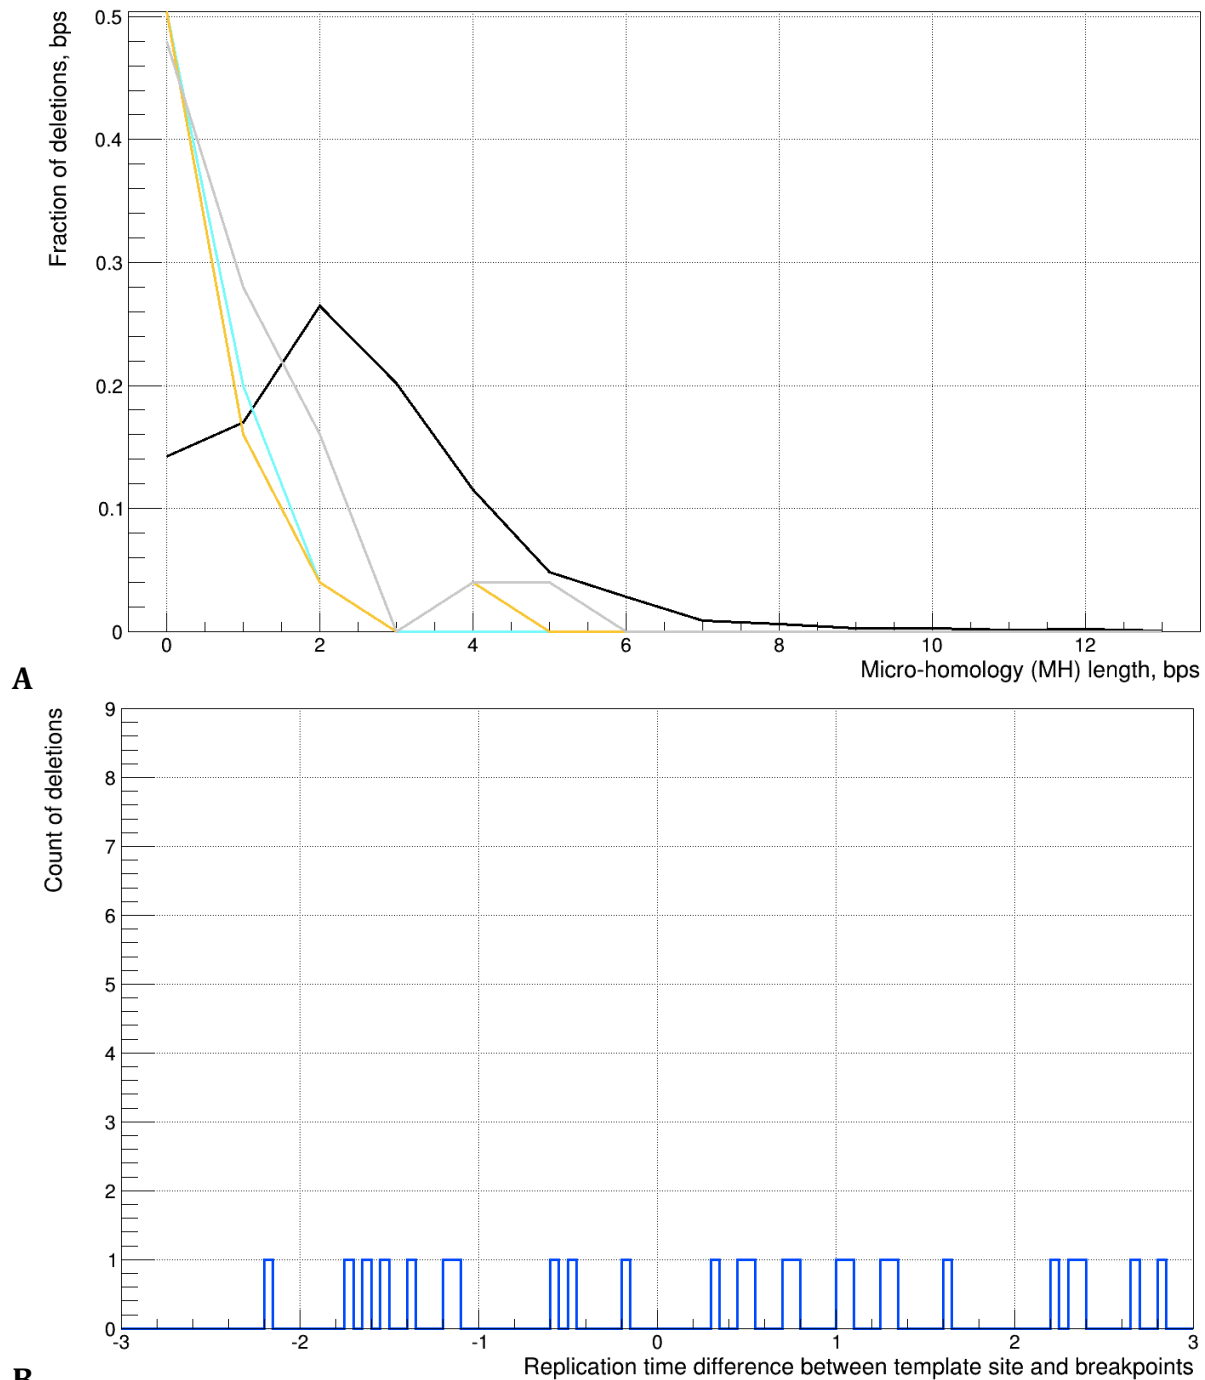 Fraction of deletions, bps
0.5
0.4
0.3
0.2
0.1
0
0 2 4 6 8 10 12
Micro-homology (MH) length, bps
A
Count of deletions
9
8
7
6
5
4
3
2
1
0
-3 -2 -1 0 1 2 3
Replication time difference between template site and breakpoints
B